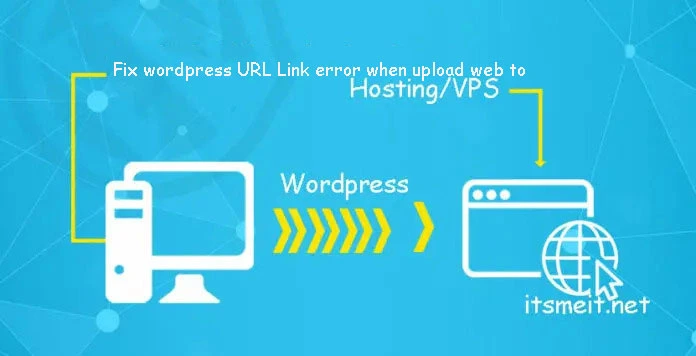 Fix wordpress URL Link error when upload web to
Hosting/VPS
Wordpress
itsmeit.net